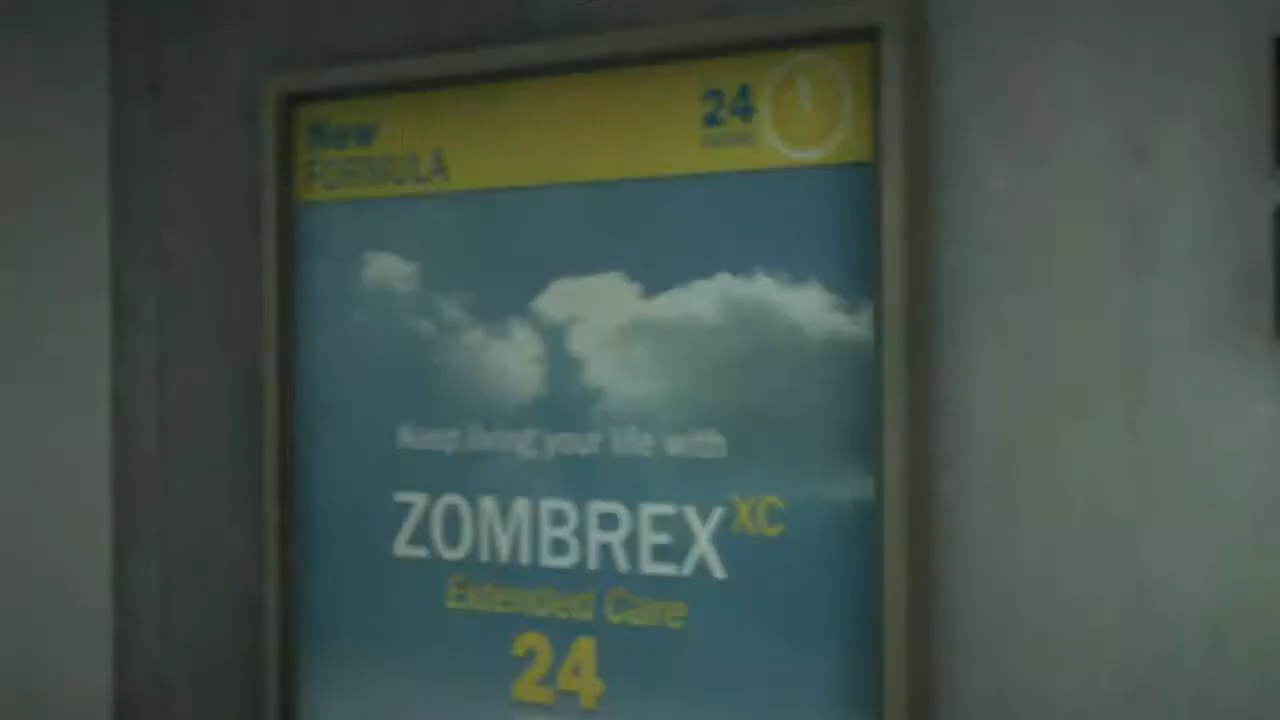 New
24
FORMULA
Keep living your life with
ZOMBREX XC
Extended Care
24